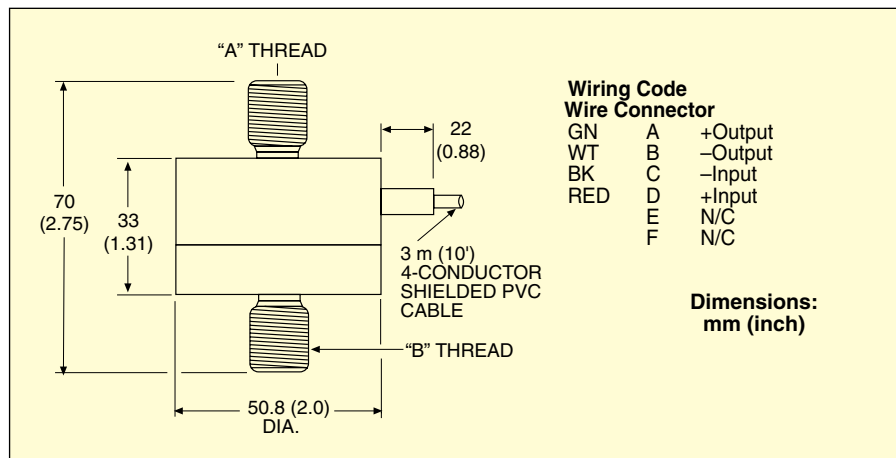 “A” THREAD
22
(0.88)
70
(2.75)
33
(1.31)
3 m (10')
4-CONDUCTOR
SHIELDED PVC
CABLE
“B” THREAD
50.8 (2.0)
DIA.
Wiring Code
Wire Connector
GN A +Output
WT B –Output
BK C –Input
RED D +Input
E N/C
F N/C
Dimensions:
mm (inch)